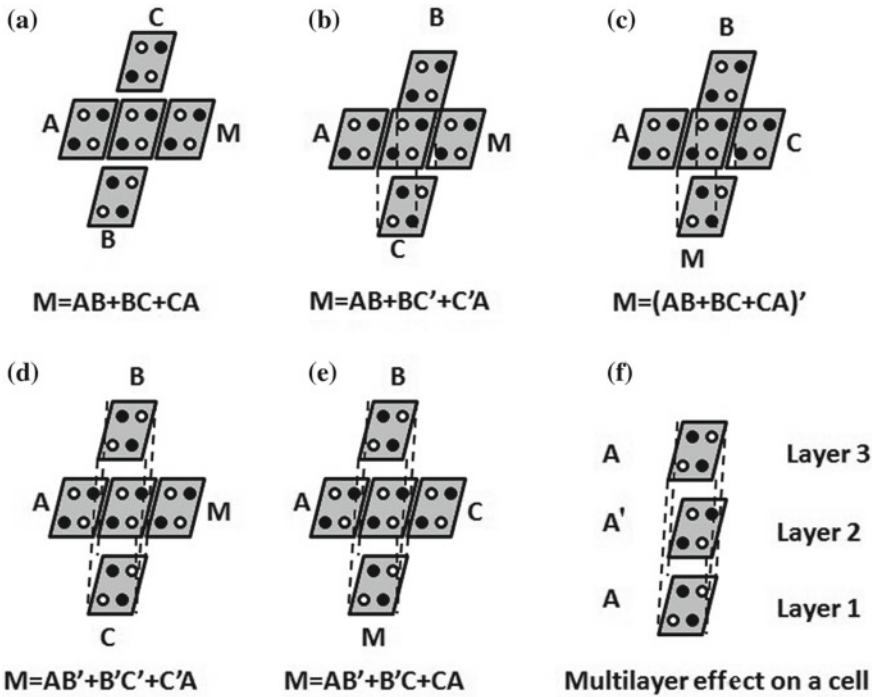 (a)
C
A
M
B
M=AB+BC+CA
(b)
B
A
M
C
M=AB+BC'+C'A
(c)
B
A
C
M
M=(AB+BC+CA)'
(d)
B
A
M
C
M=AB'+B'C'+C'A
(e)
B
A
C
M
M=AB'+B'C+CA
(f)
A Layer 3
A' Layer 2
A Layer 1
Multilayer effect on a cell